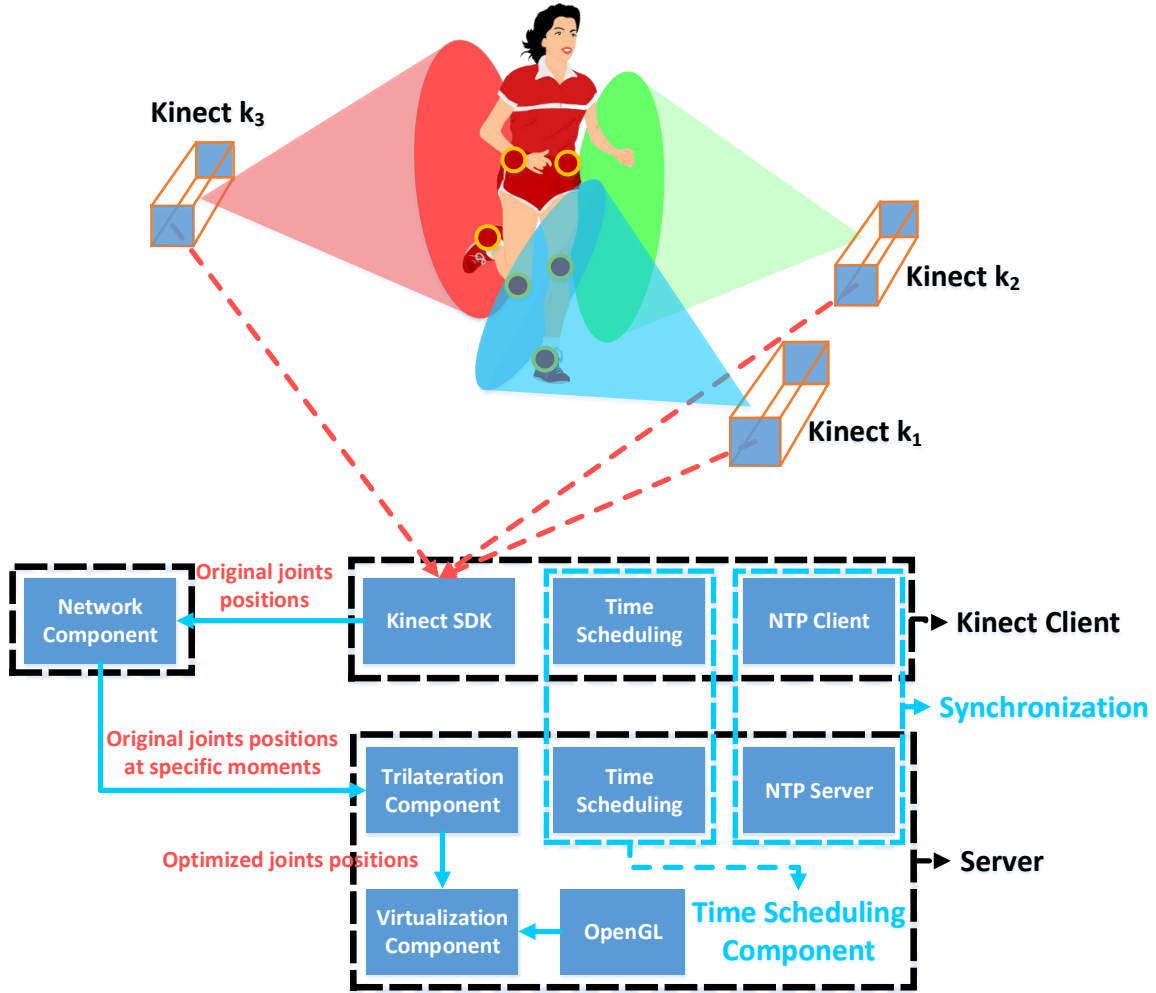 Kinect k3
Kinect k2
Kinect k1
Original joints
positions
Network
Component
Kinect SDK
Time
Scheduling
NTP Client
Kinect Client
Synchronization
Original joints positions
at specific moments
Trilateration
Component
Time
Scheduling
NTP Server
Optimized joints positions
Server
Virtualization
Component
OpenGL
Time Scheduling
Component